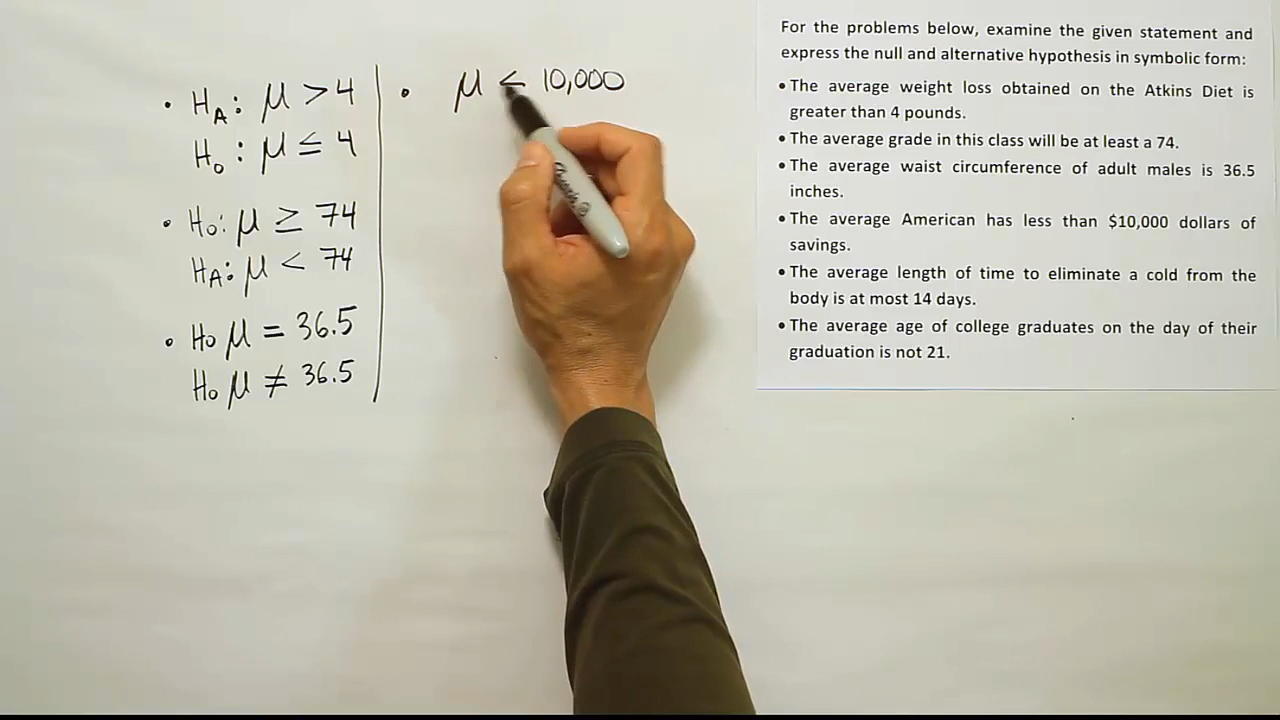 • HA: μ > 4
H0: μ ≤ 4
• H0: μ ≥ 74
HA: μ < 74
• H0 μ = 36.5
H0 μ ≠ 36.5
• μ < 10,000
For the problems below, examine the given statement and
express the null and alternative hypothesis in symbolic form:
• The average weight loss obtained on the Atkins Diet is
greater than 4 pounds.
• The average grade in this class will be at least a 74.
• The average waist circumference of adult males is 36.5
inches.
• The average American has less than $10,000 dollars of
savings.
• The average length of time to eliminate a cold from the
body is at most 14 days.
• The average age of college graduates on the day of their
graduation is not 21.